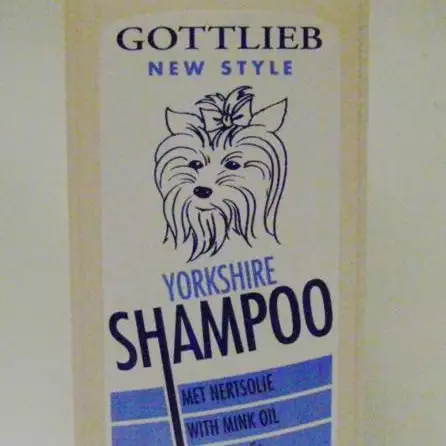 GOTTLIEB
NEW STYLE
YORKSHIRE
SHAMPOO
MET NERTSOLIE
WITH MINK OIL